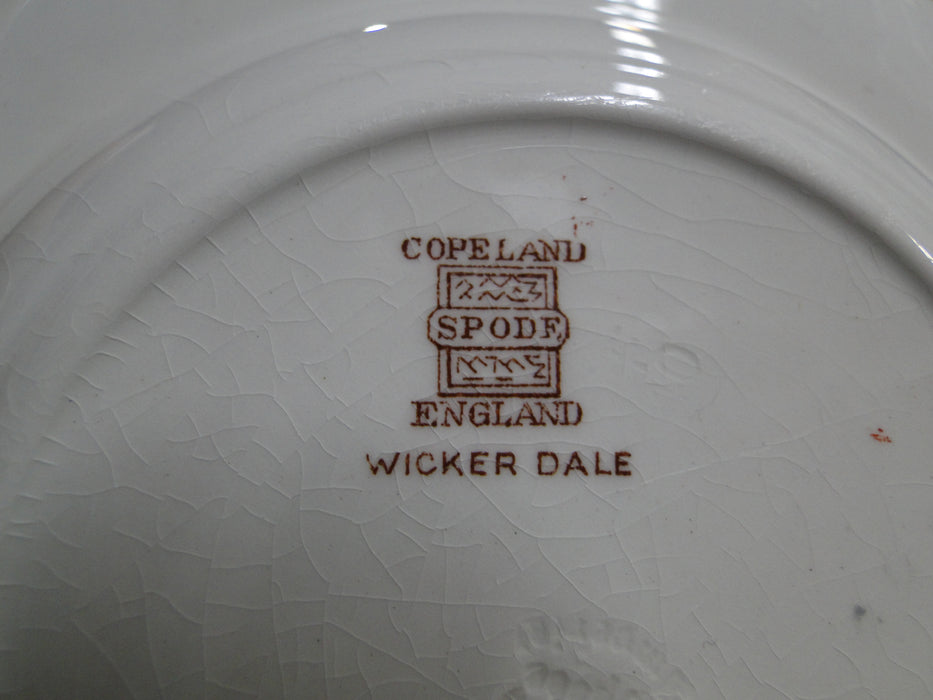 COPELAND
SPODE
ENGLAND
WICKER DALE